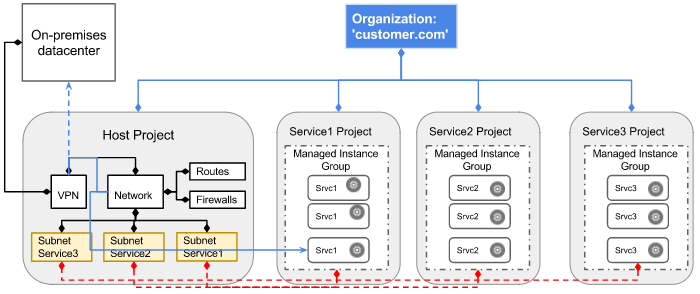 On-premises
datacenter
Organization:
'customer.com'
Host Project
VPN
Network
Routes
Firewalls
Subnet
Service3
Subnet
Service2
Subnet
Service1
Service1 Project
Managed Instance
Group
Srvc1
Srvc1
Srvc1
Service2 Project
Managed Instance
Group
Srvc2
Srvc2
Srvc2
Service3 Project
Managed Instance
Group
Srvc3
Srvc3
Srvc3